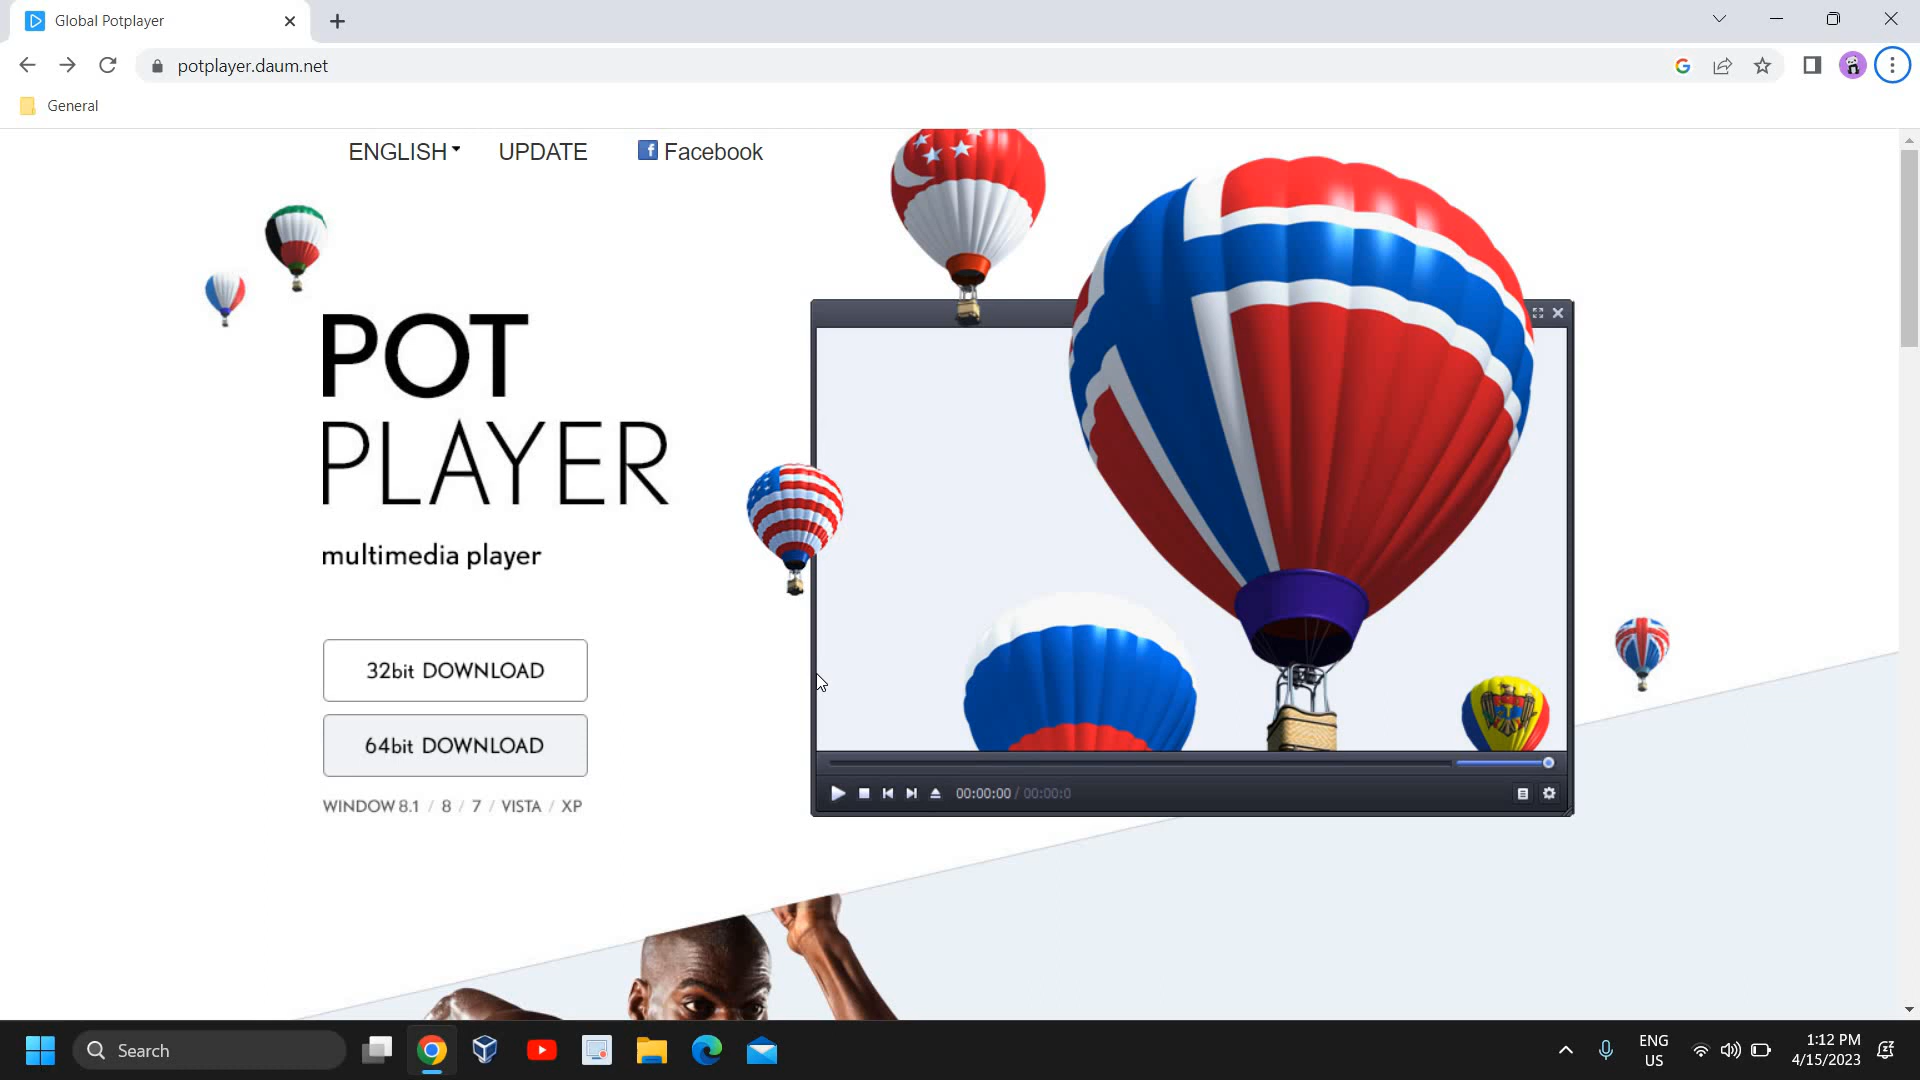 Global Potplayer
potplayer.daum.net
General
ENGLISH UPDATE Facebook
POT
PLAYER
multimedia player
32bit DOWNLOAD
64bit DOWNLOAD
WINDOW 8.1 / 8 / 7 / VISTA / XP
00:00:00 / 00:00:0
Search
ENG
US
1:12 PM
4/15/2023